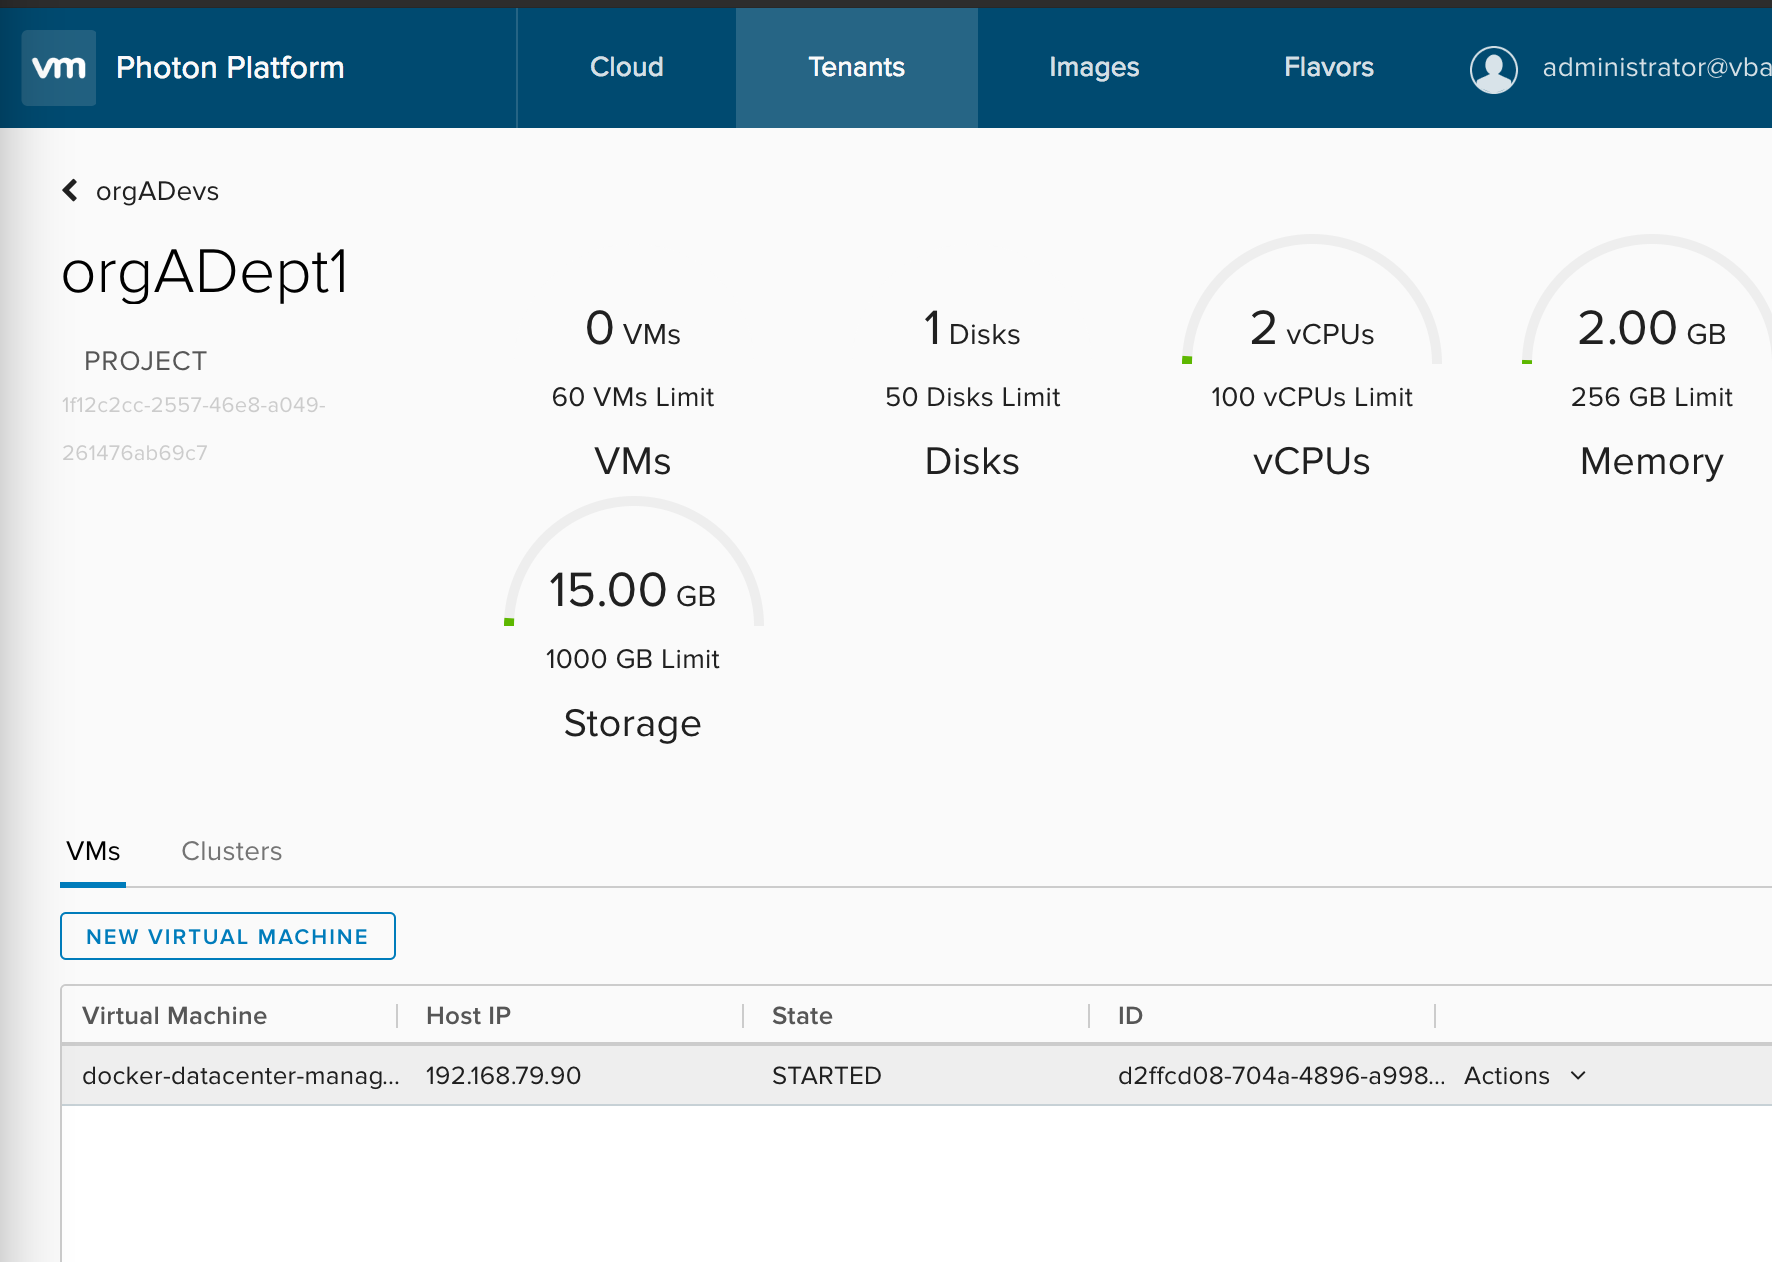 vm Photon Platform Cloud Tenants Images Flavors administrator@vba
orgADevs
orgADept1
PROJECT
1f12c2cc-2557-46e8-a049-
261476ab69c7
0 VMs 1 Disks 2 vCPUs 2.00 GB
60 VMs Limit 50 Disks Limit 100 vCPUs Limit 256 GB Limit
VMs Disks vCPUs Memory
15.00 GB
1000 GB Limit
Storage
VMs Clusters
NEW VIRTUAL MACHINE
Virtual Machine Host IP State ID
docker-datacenter-manag... 192.168.79.90 STARTED d2ffcd08-704a-4896-a998... Actions